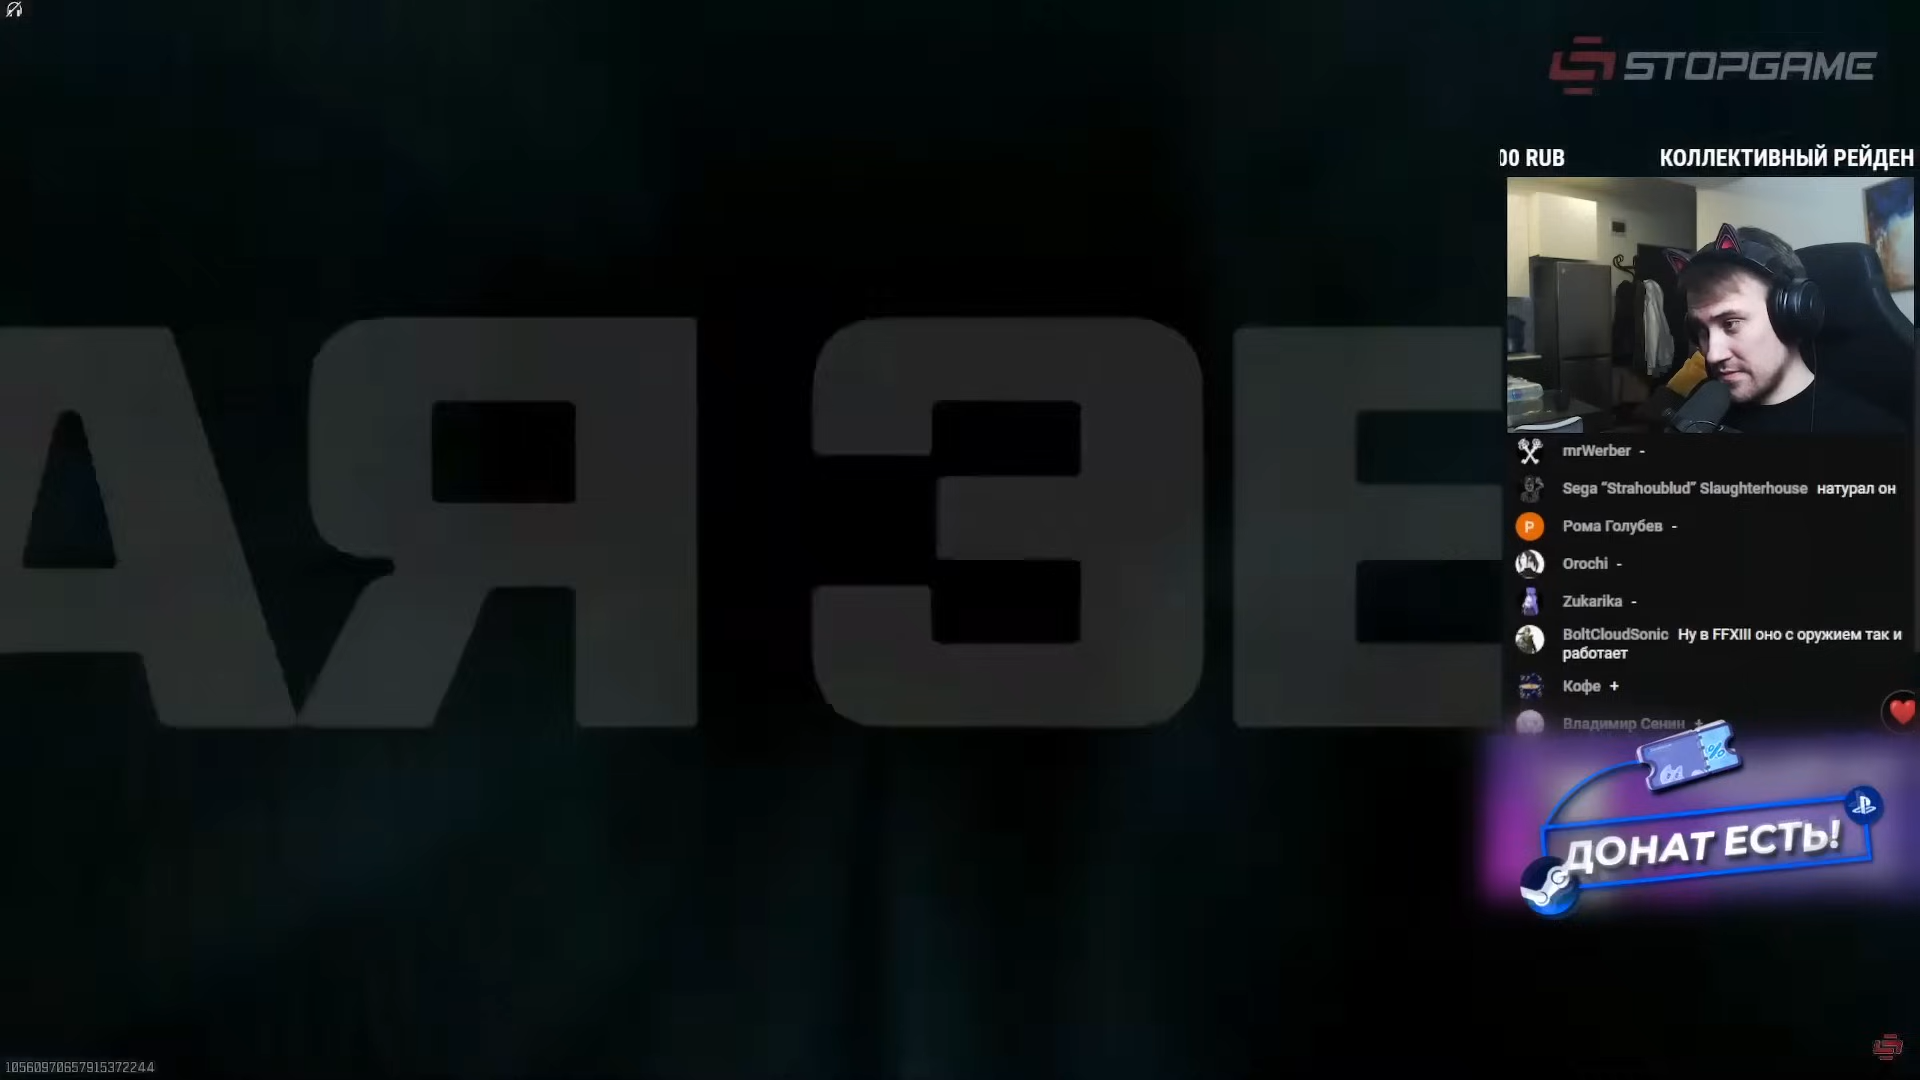 STOPGAME
00 RUB КОЛЛЕКТИВНЫЙ РЕЙДЕН
АЯ ЗЕ
mrWerber -
Sega “Strahoublud” Slaughterhouse натурал он
Р Рома Голубев -
Orochi -
Zukarika -
BoltCloudSonic Ну в FFXIII оно с оружием так и
работает
Кофе +
Владимир Сенин +
%
ДОНАТ ЕСТЬ!
10560970657915372244